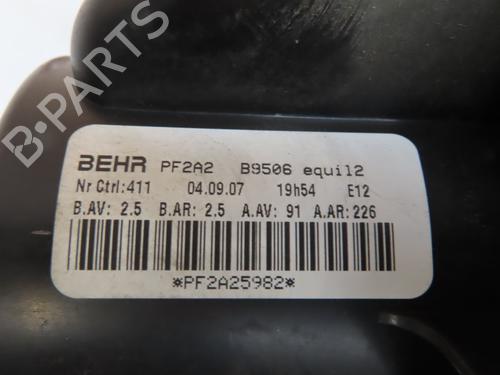 B-PARTS
BEHR PF2A2 B9506 equil2
Nr Ctrl:411 04.09.07 19h54 E12
B.AV: 2.5 B.AR: 2.5 A.AV: 91 A.AR:226
*PF2A25982*